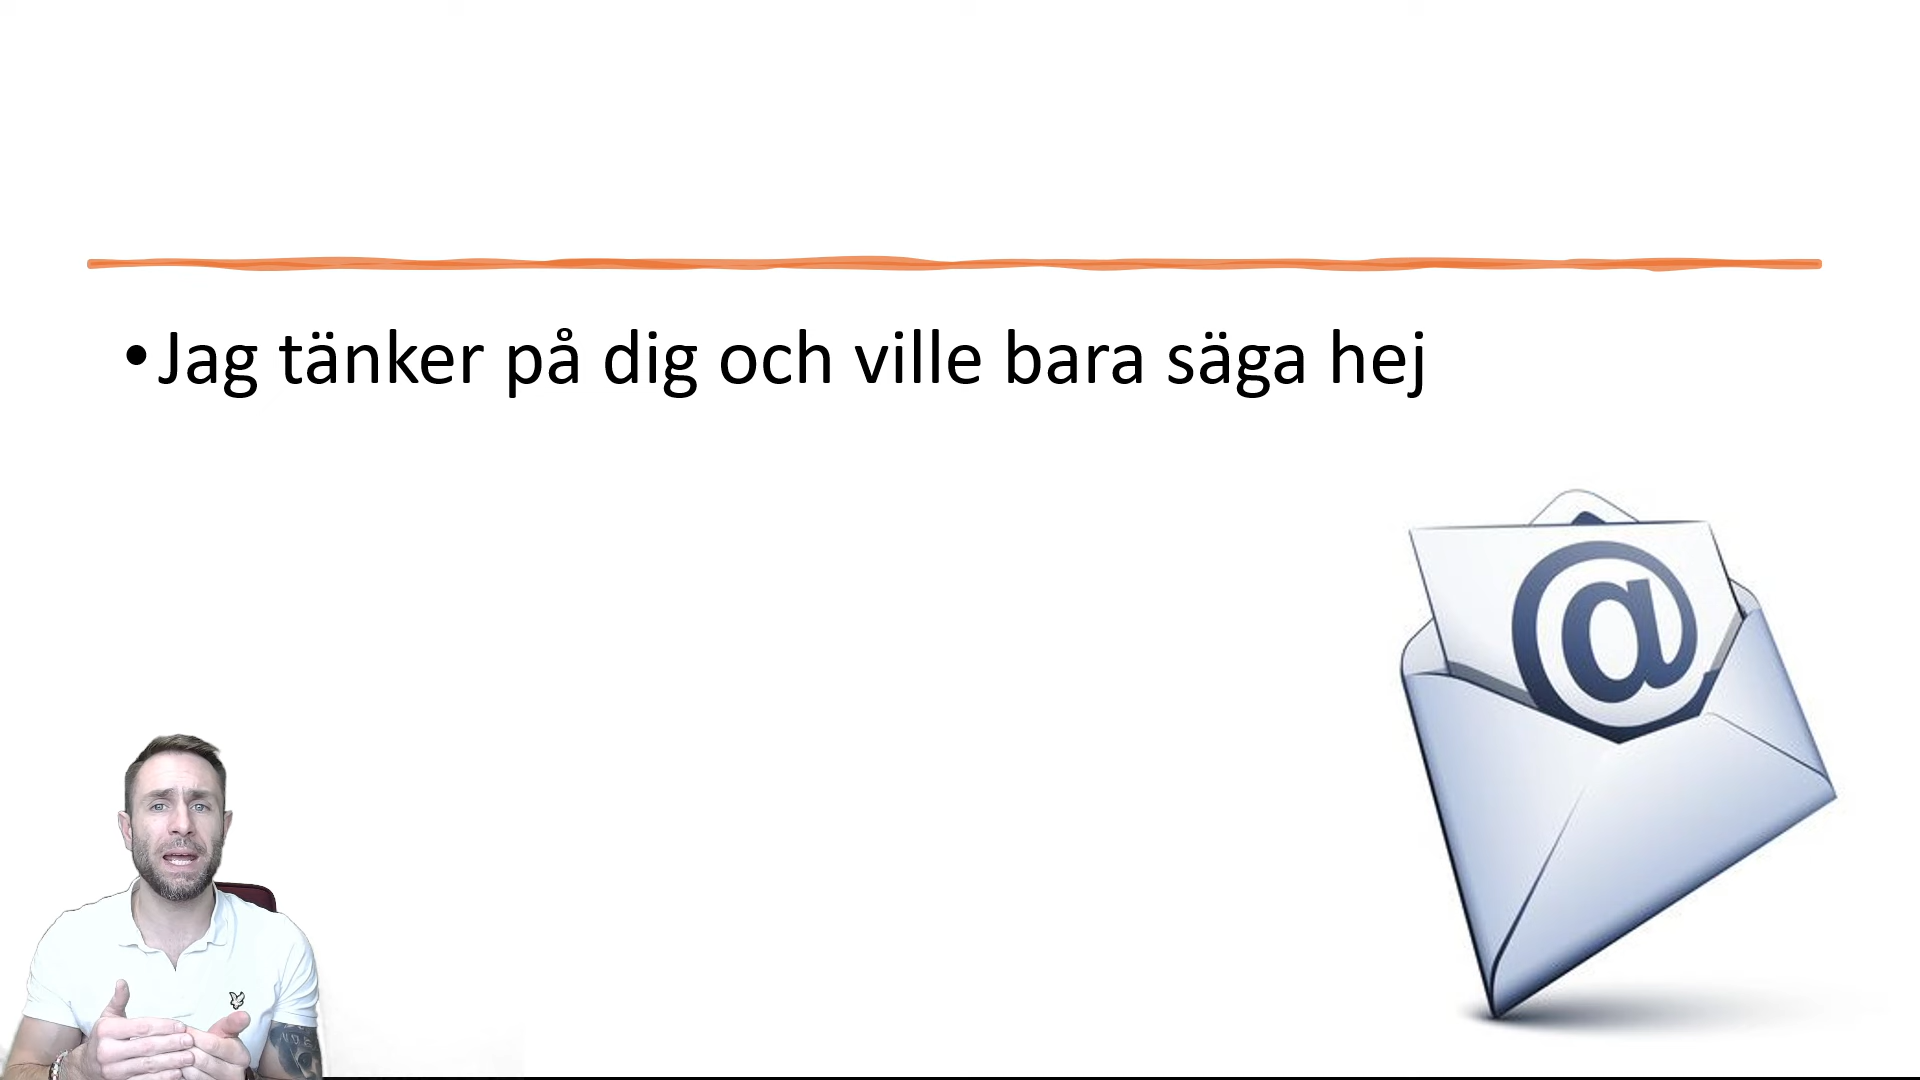 •Jag tänker på dig och ville bara säga hej
@